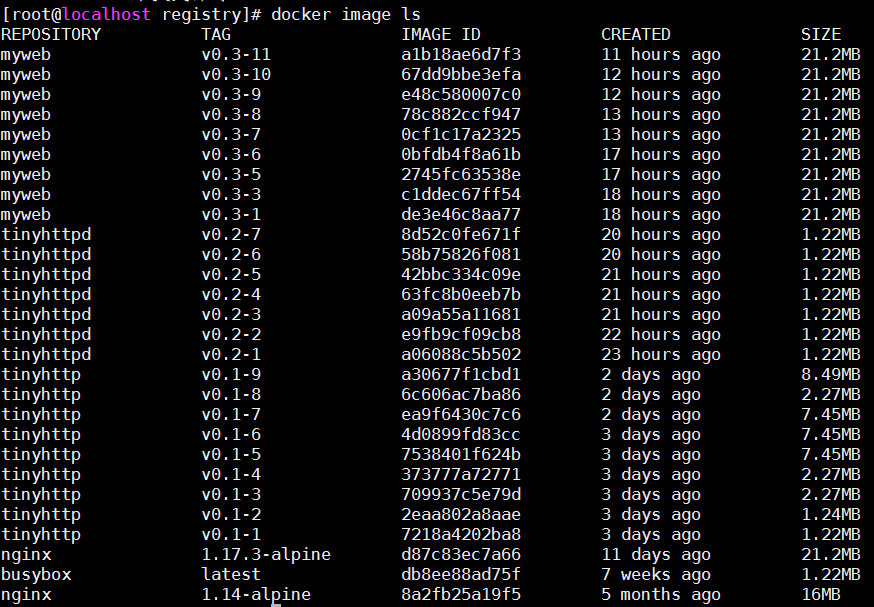 [root@localhost registry]# docker image ls
REPOSITORY TAG IMAGE ID CREATED SIZE
myweb v0.3-11 a1b18ae6d7f3 11 hours ago 21.2MB
myweb v0.3-10 67dd9bbe3efa 12 hours ago 21.2MB
myweb v0.3-9 e48c580007c0 12 hours ago 21.2MB
myweb v0.3-8 78c882ccf947 13 hours ago 21.2MB
myweb v0.3-7 0cf1c17a2325 13 hours ago 21.2MB
myweb v0.3-6 0bfdb4f8a61b 17 hours ago 21.2MB
myweb v0.3-5 2745fc63538e 17 hours ago 21.2MB
myweb v0.3-3 c1ddec67ff54 18 hours ago 21.2MB
myweb v0.3-1 de3e46c8aa77 18 hours ago 21.2MB
tinyhttpd v0.2-7 8d52c0fe671f 20 hours ago 1.22MB
tinyhttpd v0.2-6 58b75826f081 20 hours ago 1.22MB
tinyhttpd v0.2-5 42bbc334c09e 21 hours ago 1.22MB
tinyhttpd v0.2-4 63fc8b0eeb7b 21 hours ago 1.22MB
tinyhttpd v0.2-3 a09a55a11681 21 hours ago 1.22MB
tinyhttpd v0.2-2 e9fb9cf09cb8 22 hours ago 1.22MB
tinyhttpd v0.2-1 a06088c5b502 23 hours ago 1.22MB
tinyhttp v0.1-9 a30677f1cbd1 2 days ago 8.49MB
tinyhttp v0.1-8 6c606ac7ba86 2 days ago 2.27MB
tinyhttp v0.1-7 ea9f6430c7c6 2 days ago 7.45MB
tinyhttp v0.1-6 4d0899fd83cc 3 days ago 7.45MB
tinyhttp v0.1-5 7538401f624b 3 days ago 7.45MB
tinyhttp v0.1-4 373777a72771 3 days ago 2.27MB
tinyhttp v0.1-3 709937c5e79d 3 days ago 2.27MB
tinyhttp v0.1-2 2eaa802a8aae 3 days ago 1.24MB
tinyhttp v0.1-1 7218a4202ba8 3 days ago 1.22MB
nginx 1.17.3-alpine d87c83ec7a66 11 days ago 21.2MB
busybox latest db8ee88ad75f 7 weeks ago 1.22MB
nginx 1.14-alpine 8a2fb25a19f5 5 months ago 16MB